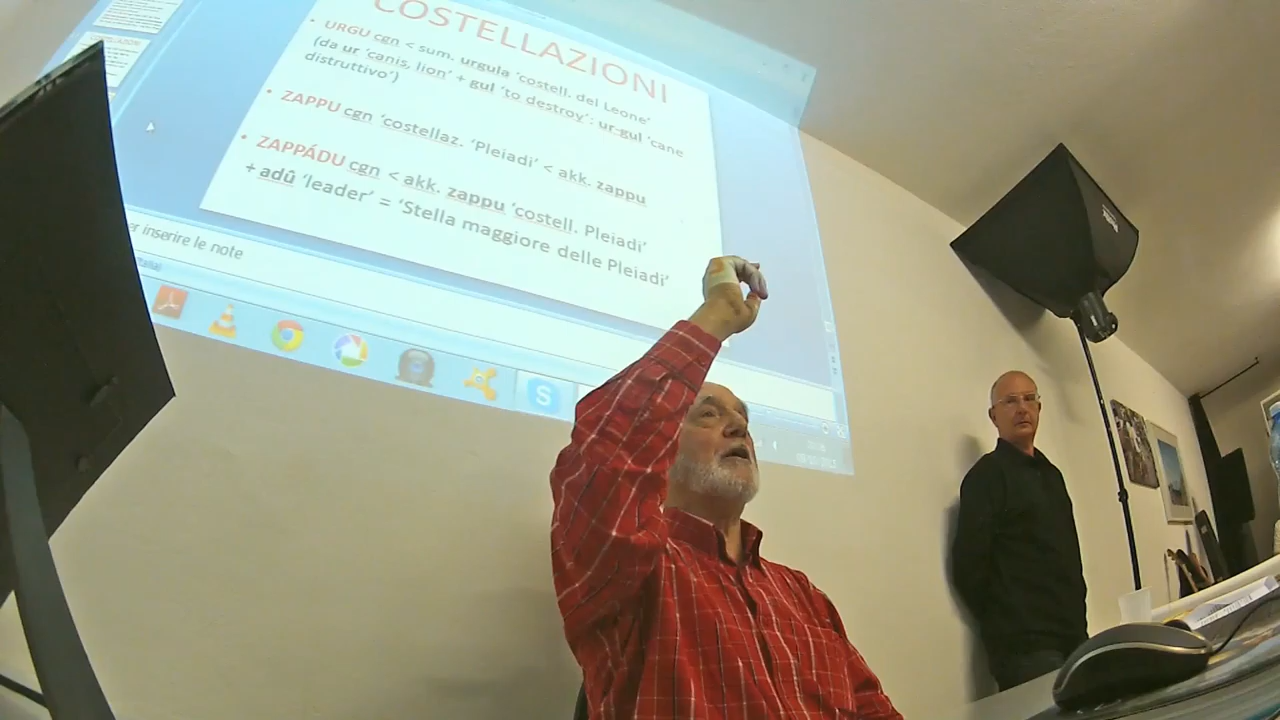 COSTELLAZIONI
• URGU cgn < sum. urgula 'costell. del Leone'
(da ur 'canis, lion' + gul 'to destroy': ur-gul 'cane
distruttivo')
• ZAPPU cgn 'costellaz. 'Pleiadi' < akk. zappu
• ZAPPÁDU cgn < akk. zappu 'costell. Pleiadi'
+ adû 'leader' = 'Stella maggiore delle Pleiadi'
inserire le note
S